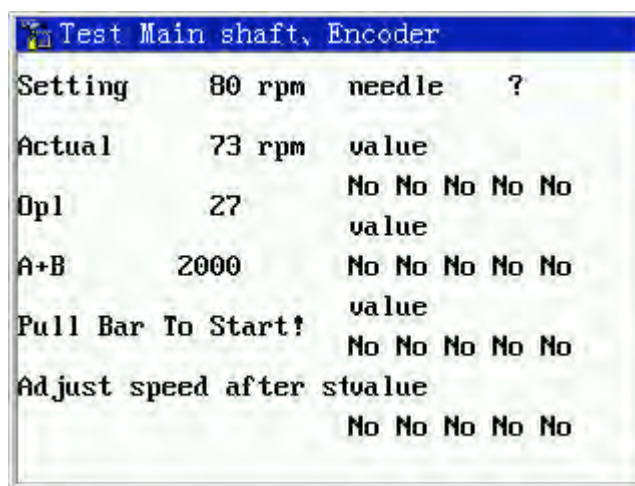 Test Main shaft、Encoder
Setting 80 rpm needle ?
Actual 73 rpm value
No No No No No
Opl 27
value
A+B 2000 No No No No No
value
Pull Bar To Start!
No No No No No
Adjust speed after stvalue
No No No No No